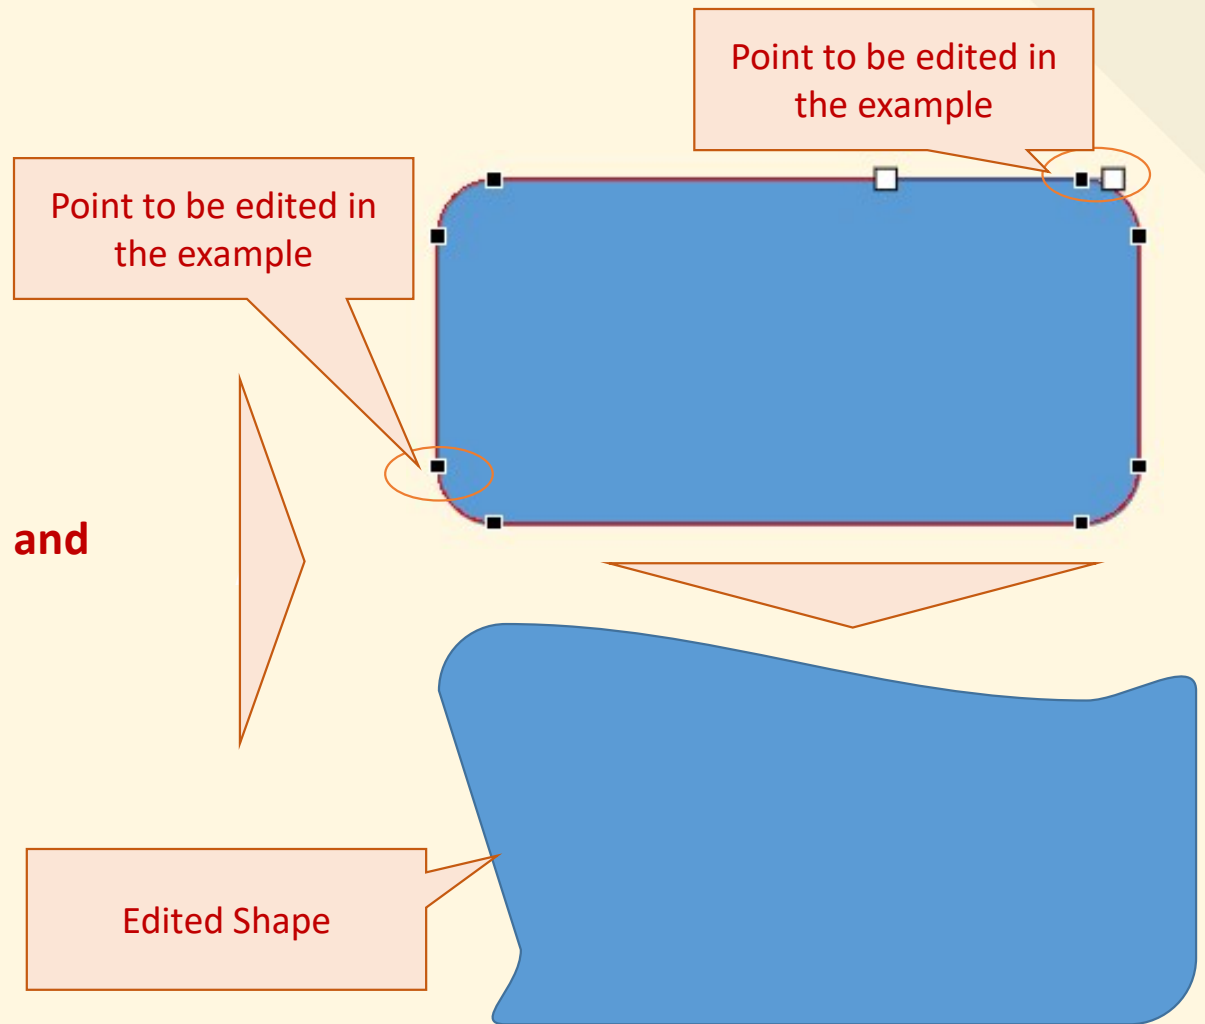 Point to be edited in
the example
Point to be edited in
the example
and
Edited Shape